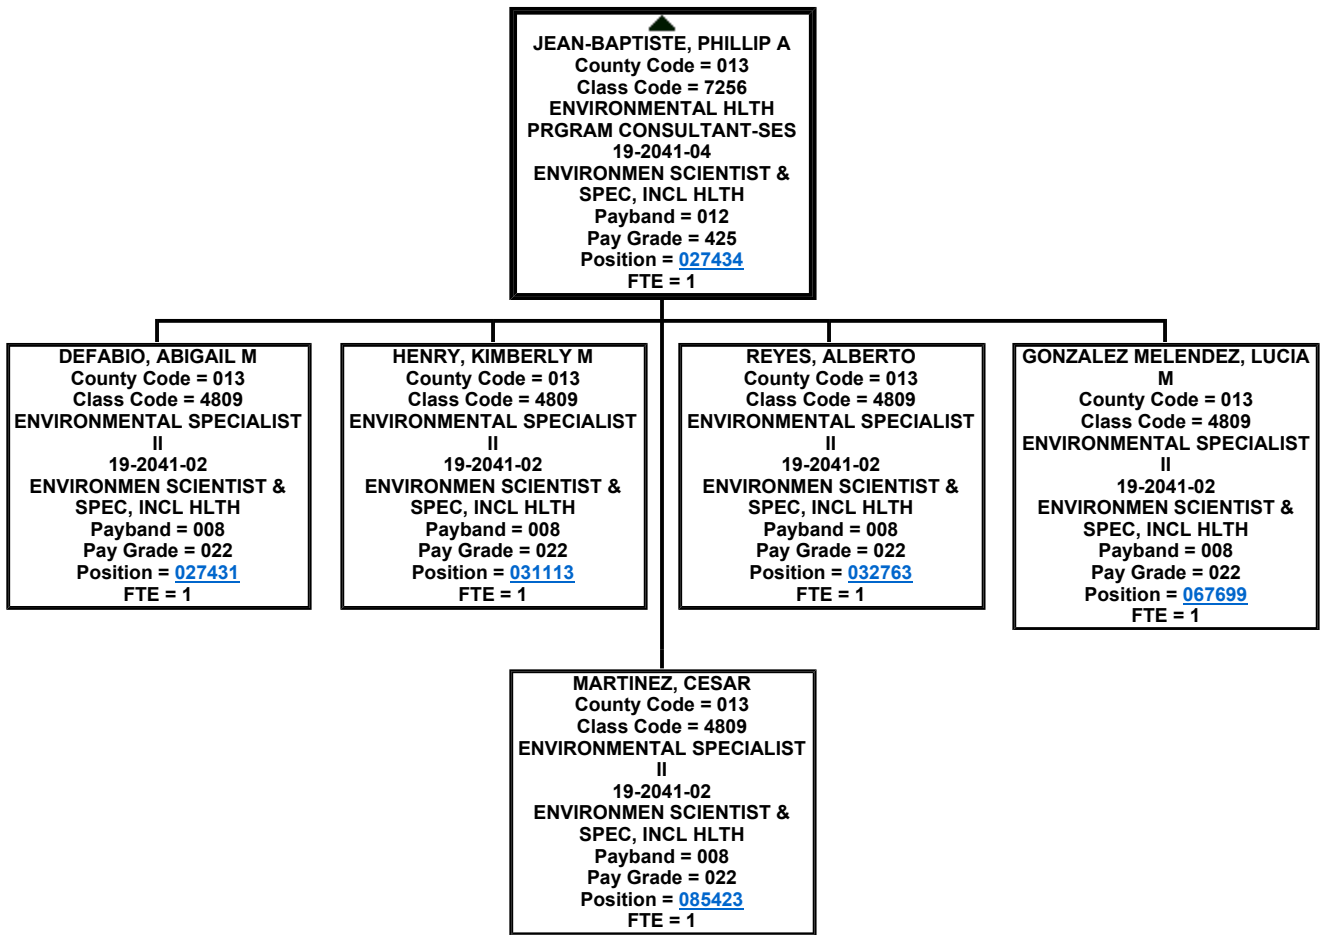 JEAN-BAPTISTE, PHILLIP A
County Code = 013
Class Code = 7256
ENVIRONMENTAL HLTH
PRGRAM CONSULTANT-SES
19-2041-04
ENVIRONMEN SCIENTIST &
SPEC, INCL HLTH
Payband = 012
Pay Grade = 425
Position = 027434
FTE = 1
DEFABIO, ABIGAIL M
County Code = 013
Class Code = 4809
ENVIRONMENTAL SPECIALIST
II
19-2041-02
ENVIRONMEN SCIENTIST &
SPEC, INCL HLTH
Payband = 008
Pay Grade = 022
Position = 027431
FTE = 1
HENRY, KIMBERLY M
County Code = 013
Class Code = 4809
ENVIRONMENTAL SPECIALIST
II
19-2041-02
ENVIRONMEN SCIENTIST &
SPEC, INCL HLTH
Payband = 008
Pay Grade = 022
Position = 031113
FTE = 1
REYES, ALBERTO
County Code = 013
Class Code = 4809
ENVIRONMENTAL SPECIALIST
II
19-2041-02
ENVIRONMEN SCIENTIST &
SPEC, INCL HLTH
Payband = 008
Pay Grade = 022
Position = 032763
FTE = 1
GONZALEZ MELENDEZ, LUCIA
M
County Code = 013
Class Code = 4809
ENVIRONMENTAL SPECIALIST
II
19-2041-02
ENVIRONMEN SCIENTIST &
SPEC, INCL HLTH
Payband = 008
Pay Grade = 022
Position = 067699
FTE = 1
MARTINEZ, CESAR
County Code = 013
Class Code = 4809
ENVIRONMENTAL SPECIALIST
II
19-2041-02
ENVIRONMEN SCIENTIST &
SPEC, INCL HLTH
Payband = 008
Pay Grade = 022
Position = 085423
FTE = 1